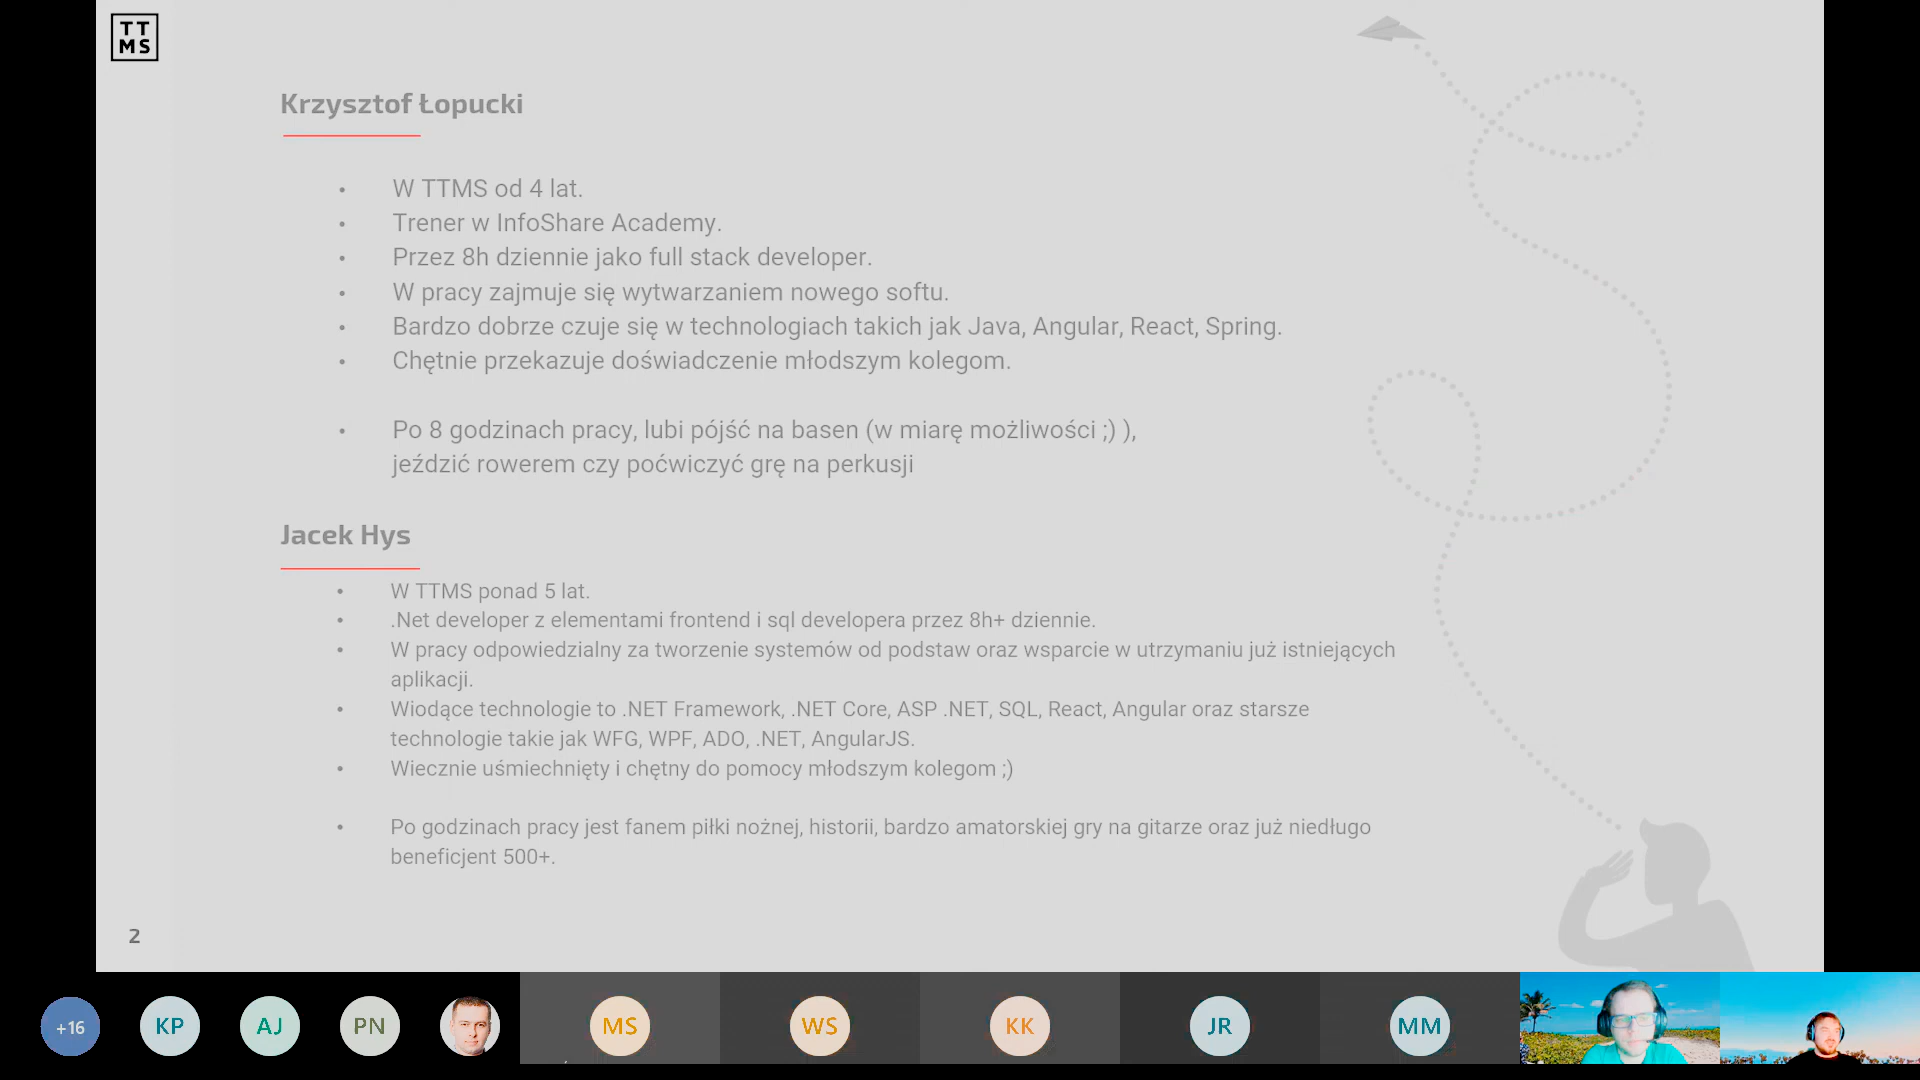 TT
MS
Krzysztof Łopucki
• W TTMS od 4 lat.
• Trener w InfoShare Academy.
• Przez 8h dziennie jako full stack developer.
• W pracy zajmuje się wytwarzaniem nowego softu.
• Bardzo dobrze czuje się w technologiach takich jak Java, Angular, React, Spring.
• Chętnie przekazuje doświadczenie młodszym kolegom.
• Po 8 godzinach pracy, lubi pójść na basen (w miarę możliwości ;) ),
jeździć rowerem czy poćwiczyć grę na perkusji
Jacek Hys
• W TTMS ponad 5 lat.
• .Net developer z elementami frontend i sql developera przez 8h+ dziennie.
• W pracy odpowiedzialny za tworzenie systemów od podstaw oraz wsparcie w utrzymaniu już istniejących
aplikacji.
• Wiodące technologie to .NET Framework, .NET Core, ASP .NET, SQL, React, Angular oraz starsze
technologie takie jak WFG, WPF, ADO, .NET, AngularJS.
• Wiecznie uśmiechnięty i chętny do pomocy młodszym kolegom ;)
• Po godzinach pracy jest fanem piłki nożnej, historii, bardzo amatorskiej gry na gitarze oraz już niedługo
beneficjent 500+.
2
+16 KP AJ PN MS WS KK JR MM